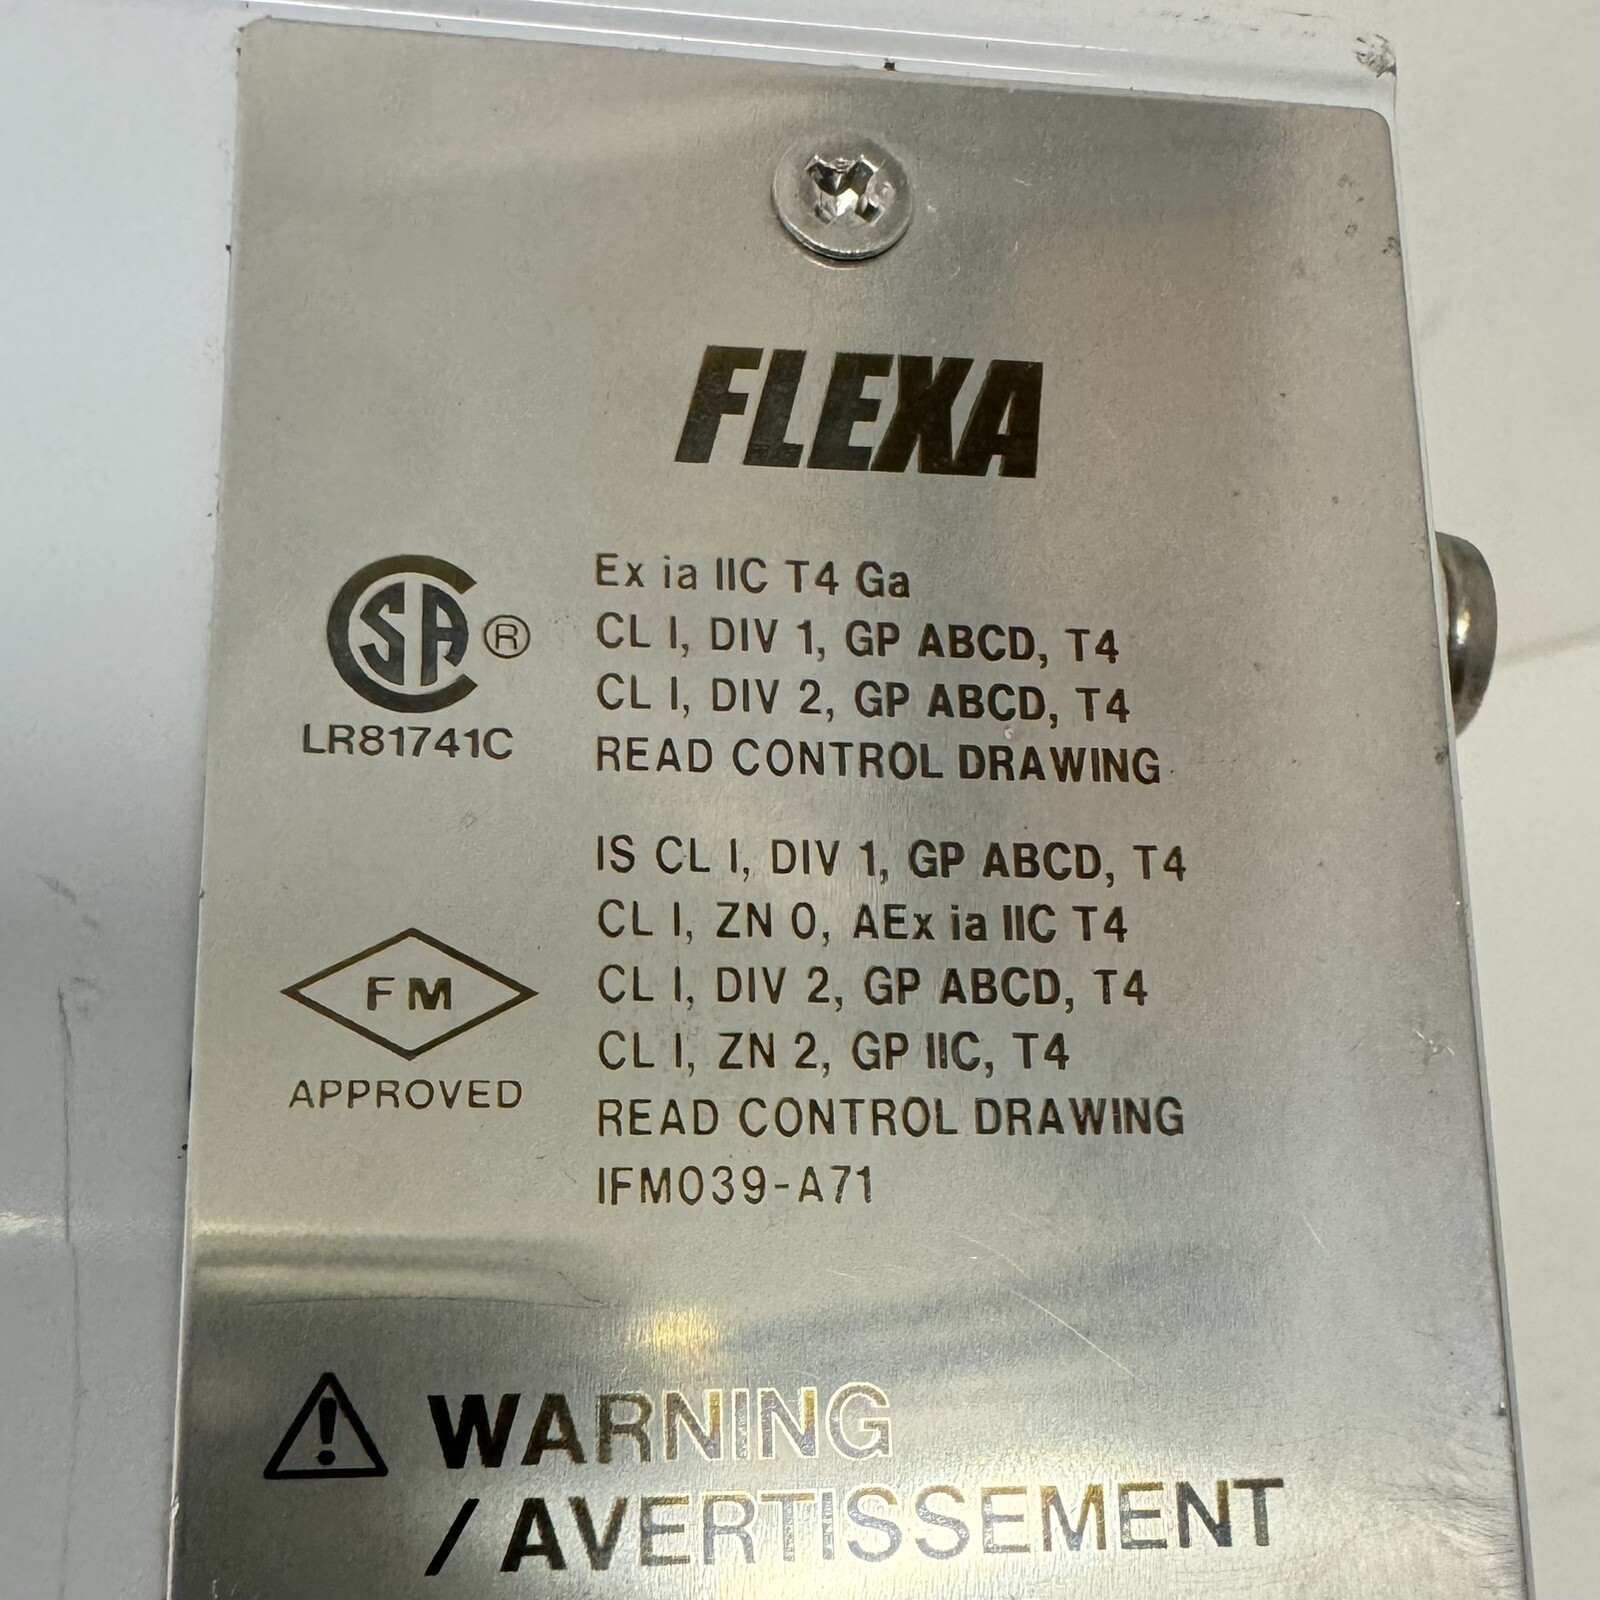 FLEXA
CSA ®
LR81741C
Ex ia IIC T4 Ga
CL I, DIV 1, GP ABCD, T4
CL I, DIV 2, GP ABCD, T4
READ CONTROL DRAWING
FM
APPROVED
IS CL I, DIV 1, GP ABCD, T4
CL I, ZN 0, AEx ia IIC T4
CL I, DIV 2, GP ABCD, T4
CL I, ZN 2, GP IIC, T4
READ CONTROL DRAWING
IFM039-A71
WARNING
/ AVERTISSEMENT